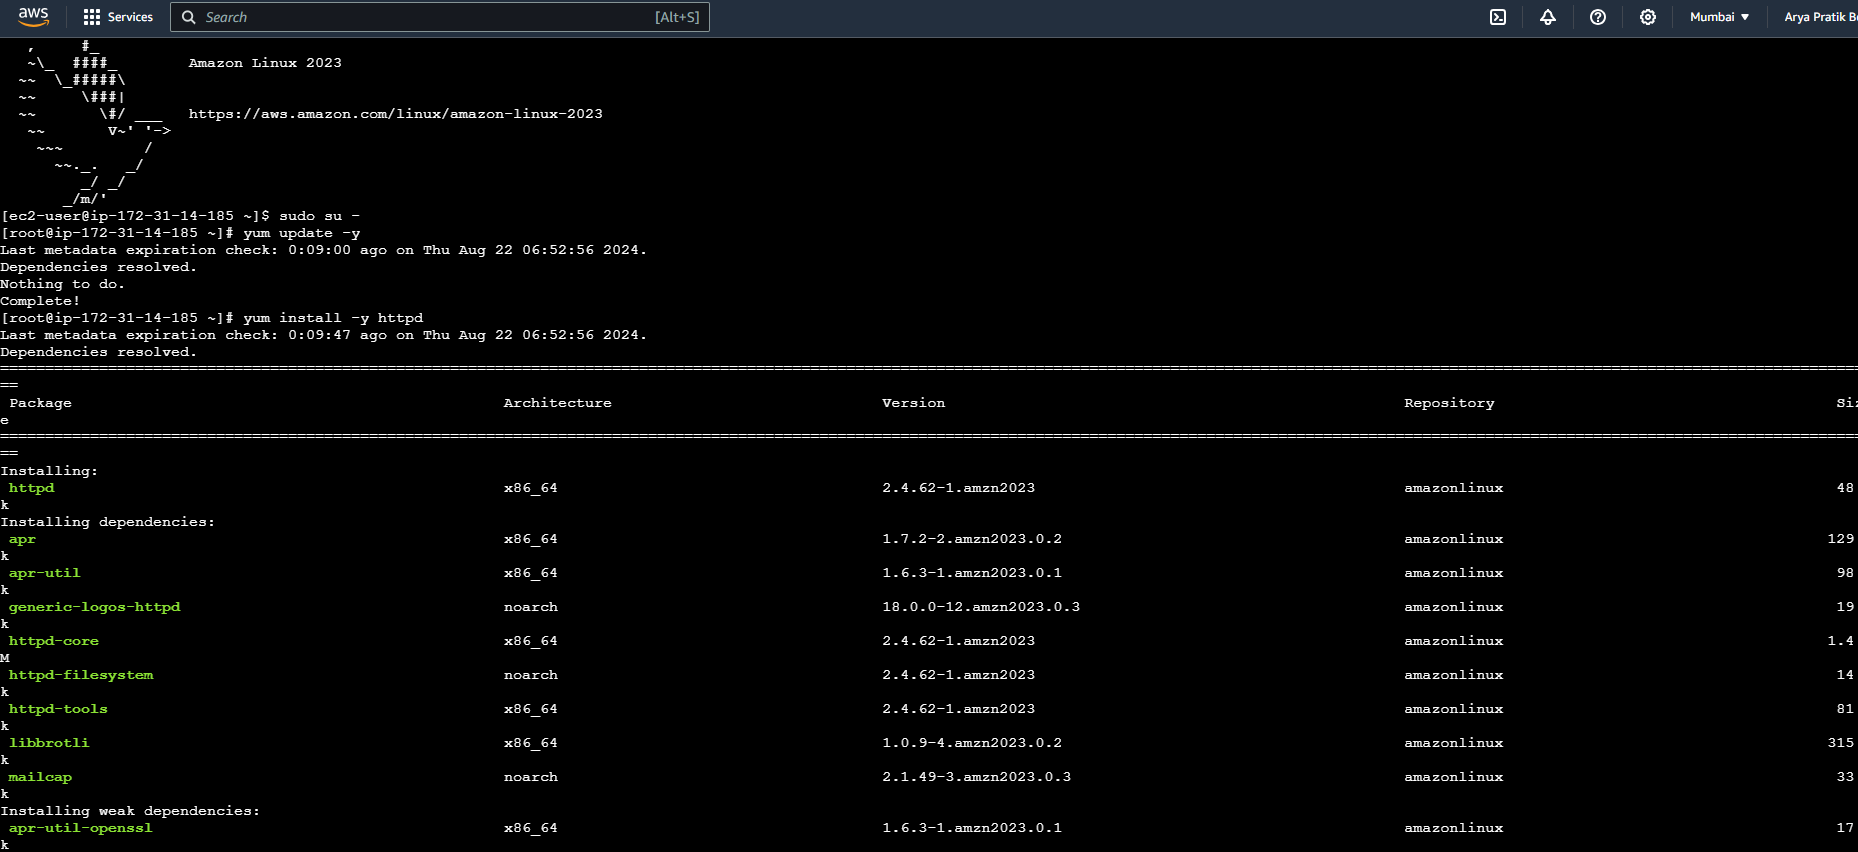 aws Services Search [Alt+S] Mumbai ▼ Arya Pratik
,     #_
~\_  ####_        Amazon Linux 2023
~~  \_#####\
~~     \###|
~~       \#/ ___   https://aws.amazon.com/linux/amazon-linux-2023
~~       V~' '->
~~~         /
~~._.   _/
_/ _/
_/m/'
[ec2-user@ip-172-31-14-185 ~]$ sudo su -
[root@ip-172-31-14-185 ~]# yum update -y
Last metadata expiration check: 0:09:00 ago on Thu Aug 22 06:52:56 2024.
Dependencies resolved.
Nothing to do.
Complete!
[root@ip-172-31-14-185 ~]# yum install -y httpd
Last metadata expiration check: 0:09:47 ago on Thu Aug 22 06:52:56 2024.
Dependencies resolved.
==
Package Architecture Version Repository Siz
e
==
Installing:
httpd x86_64 2.4.62-1.amzn2023 amazonlinux 48
k
Installing dependencies:
apr x86_64 1.7.2-2.amzn2023.0.2 amazonlinux 129
k
apr-util x86_64 1.6.3-1.amzn2023.0.1 amazonlinux 98
k
generic-logos-httpd noarch 18.0.0-12.amzn2023.0.3 amazonlinux 19
k
httpd-core x86_64 2.4.62-1.amzn2023 amazonlinux 1.4
M
httpd-filesystem noarch 2.4.62-1.amzn2023 amazonlinux 14
k
httpd-tools x86_64 2.4.62-1.amzn2023 amazonlinux 81
k
libbrotli x86_64 1.0.9-4.amzn2023.0.2 amazonlinux 315
k
mailcap noarch 2.1.49-3.amzn2023.0.3 amazonlinux 33
k
Installing weak dependencies:
apr-util-openssl x86_64 1.6.3-1.amzn2023.0.1 amazonlinux 17
k